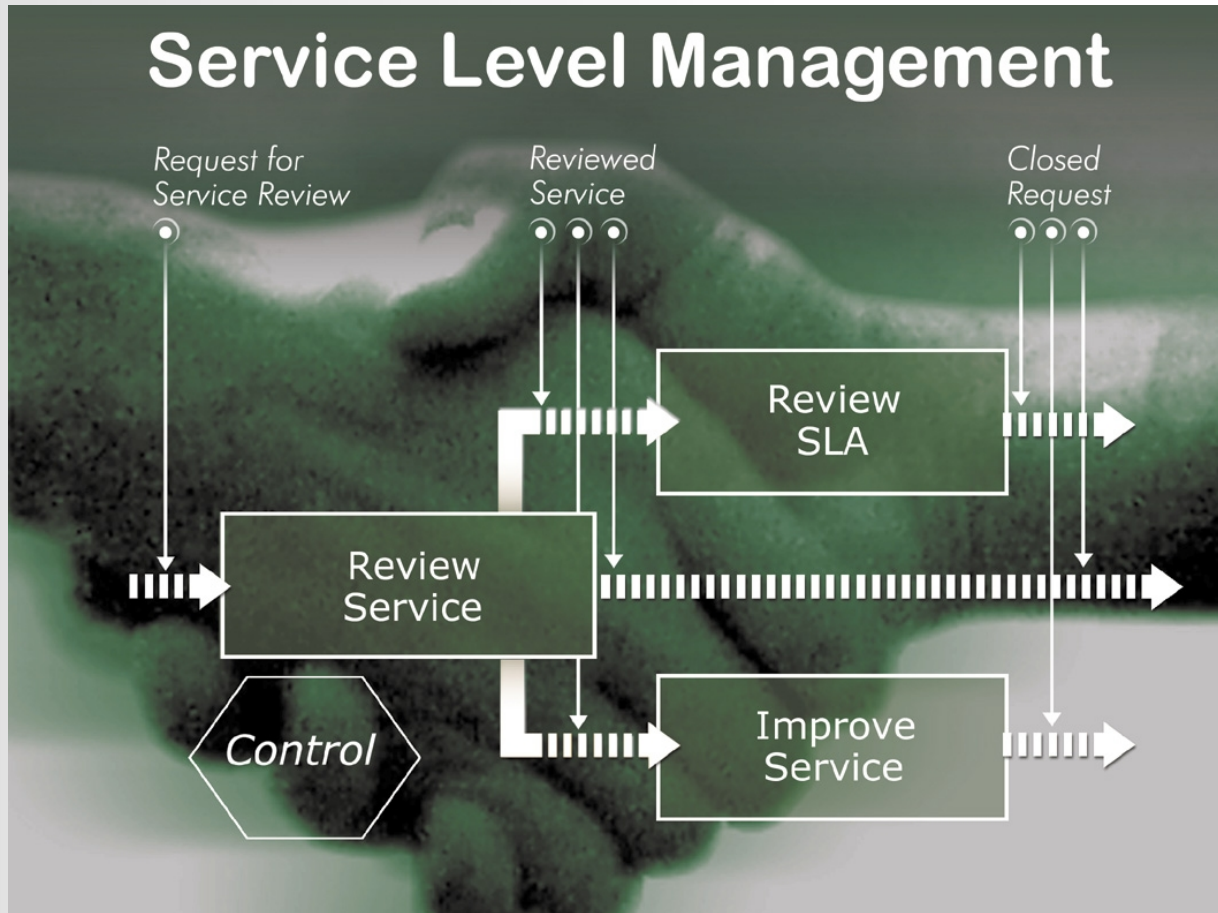 Service Level Management
Request for
Service Review
Reviewed
Service
Closed
Request
Review
SLA
Review
Service
Improve
Service
Control